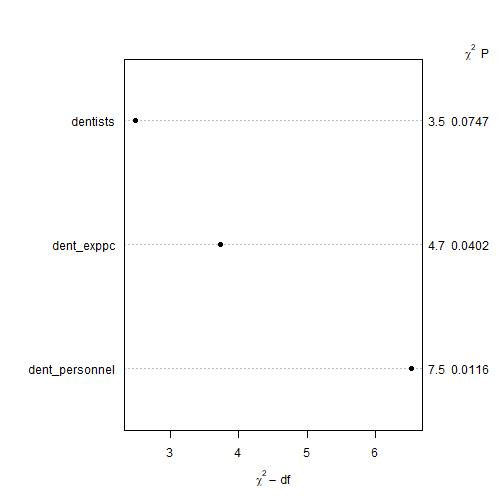 χ2 P
dentists 3.5 0.0747
dent_exppc 4.7 0.0402
dent_personnel 7.5 0.0116
3 4 5 6
χ2 − df